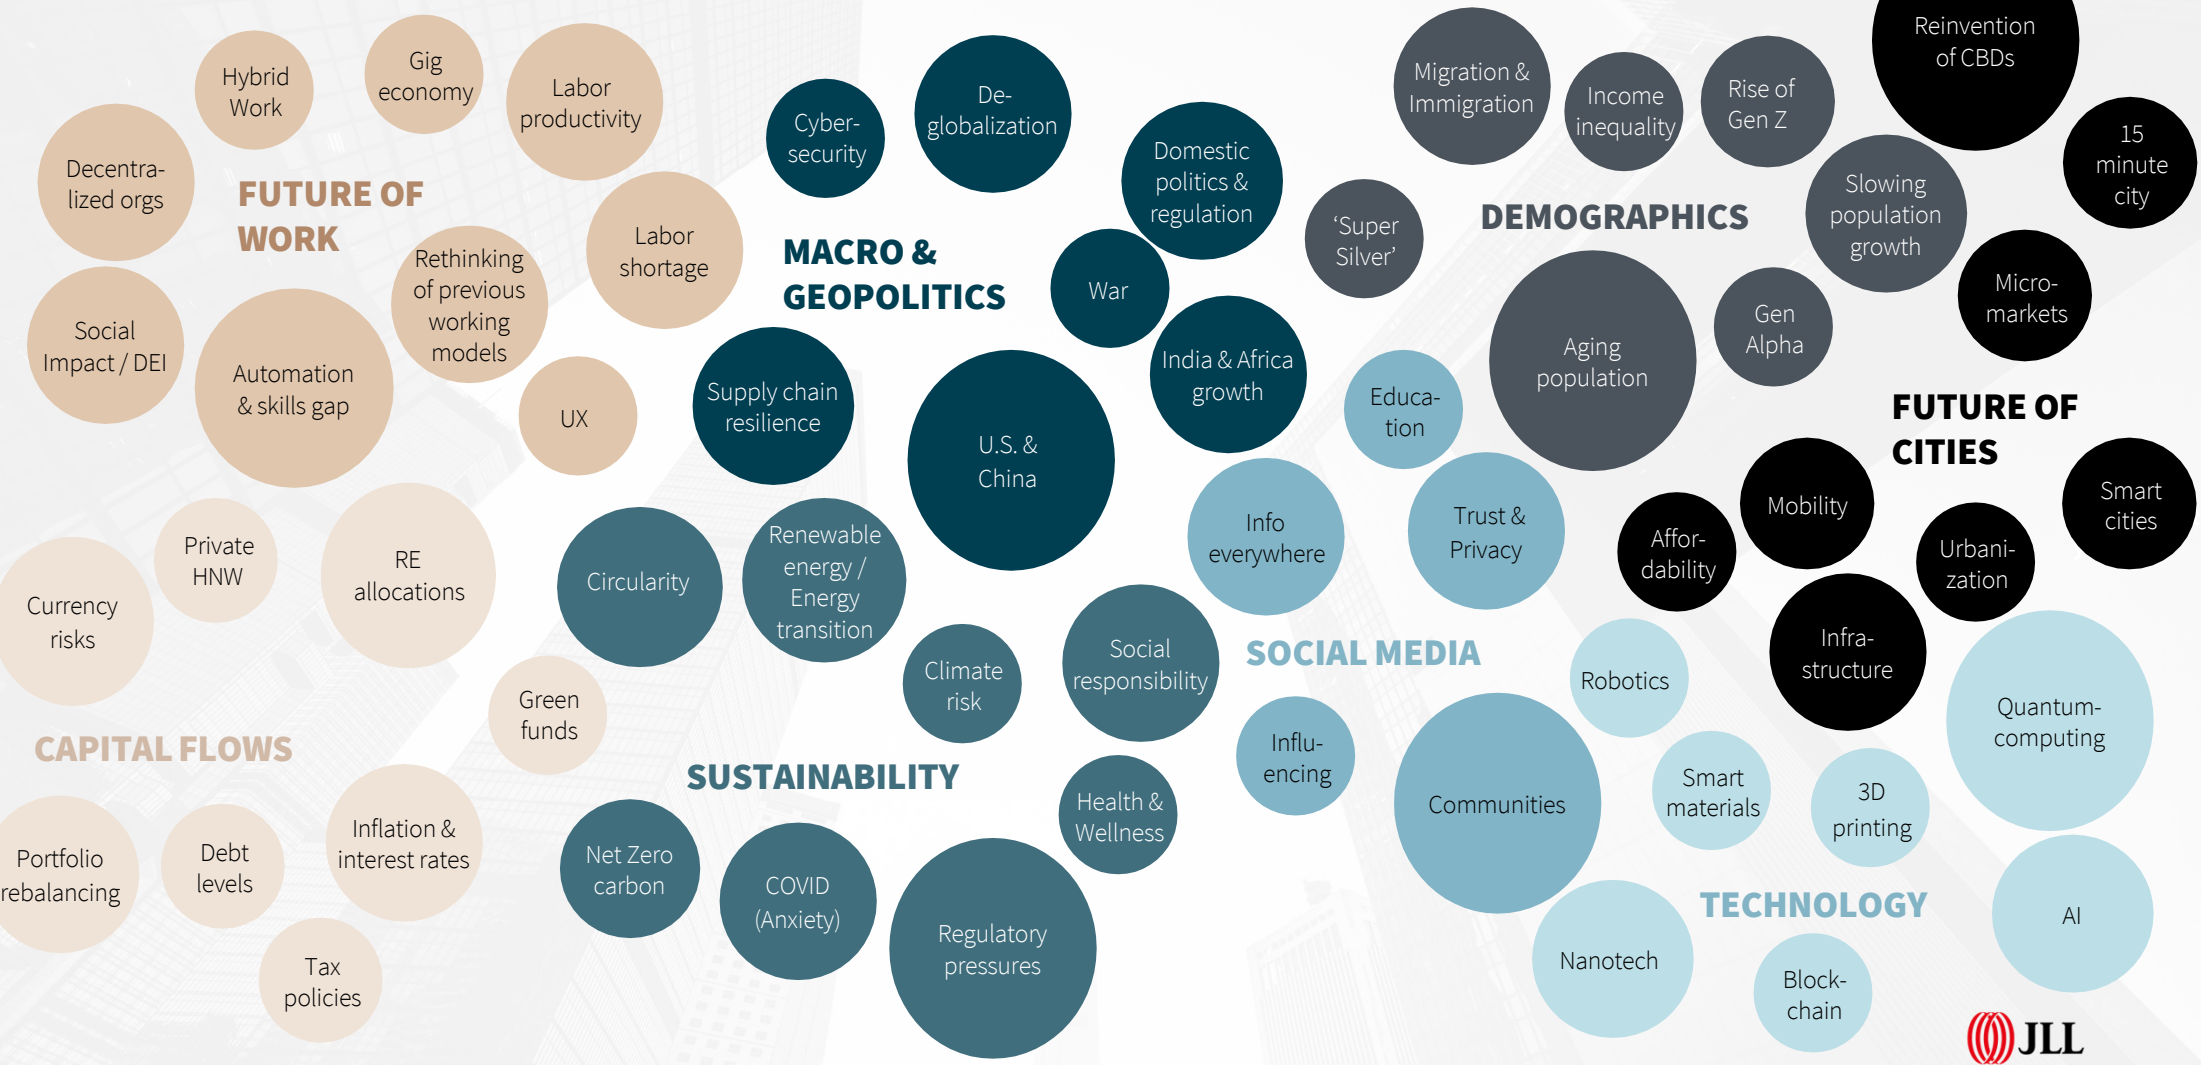 Hybrid
Work
Gig
economy
Labor
productivity
Decentra-
lized orgs
FUTURE OF
WORK
Labor
shortage
Rethinking
of previous
working
models
Social
Impact / DEI
Automation
& skills gap
UX
Cyber-
security
De-
globalization
Domestic
politics &
regulation
MACRO &
GEOPOLITICS
War
India & Africa
growth
Supply chain
resilience
U.S. &
China
Migration &
Immigration
Income
inequality
Rise of
Gen Z
‘Super
Silver’
DEMOGRAPHICS
Slowing
population
growth
Aging
population
Gen
Alpha
Reinvention
of CBDs
15
minute
city
Micro-
markets
FUTURE OF
CITIES
Mobility
Smart
cities
Affor-
dability
Urbani-
zation
Infra-
structure
Private
HNW
RE
allocations
Currency
risks
Green
funds
CAPITAL FLOWS
Portfolio
rebalancing
Debt
levels
Inflation &
interest rates
Tax
policies
Circularity
Renewable
energy /
Energy
transition
Climate
risk
Social
responsibility
SUSTAINABILITY
Health &
Wellness
Net Zero
carbon
COVID
(Anxiety)
Regulatory
pressures
Educa-
tion
Info
everywhere
Trust &
Privacy
SOCIAL MEDIA
Influ-
encing
Communities
Robotics
Quantum-
computing
Smart
materials
3D
printing
TECHNOLOGY
AI
Nanotech
Block-
chain
JLL